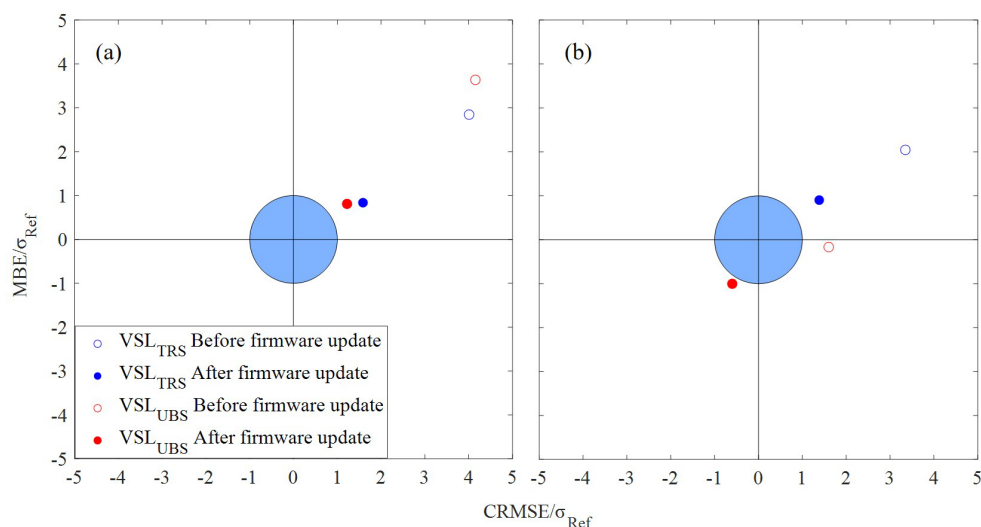 (a)
(b)
5
4
3
2
1
0
-1
-2
-3
-4
-5
MBE/σRef
VSLTRS Before firmware update
VSLTRS After firmware update
VSLUBS Before firmware update
VSLUBS After firmware update
-5 -4 -3 -2 -1 0 1 2 3 4 5
-5 -4 -3 -2 -1 0 1 2 3 4 5
CRMSE/σRef